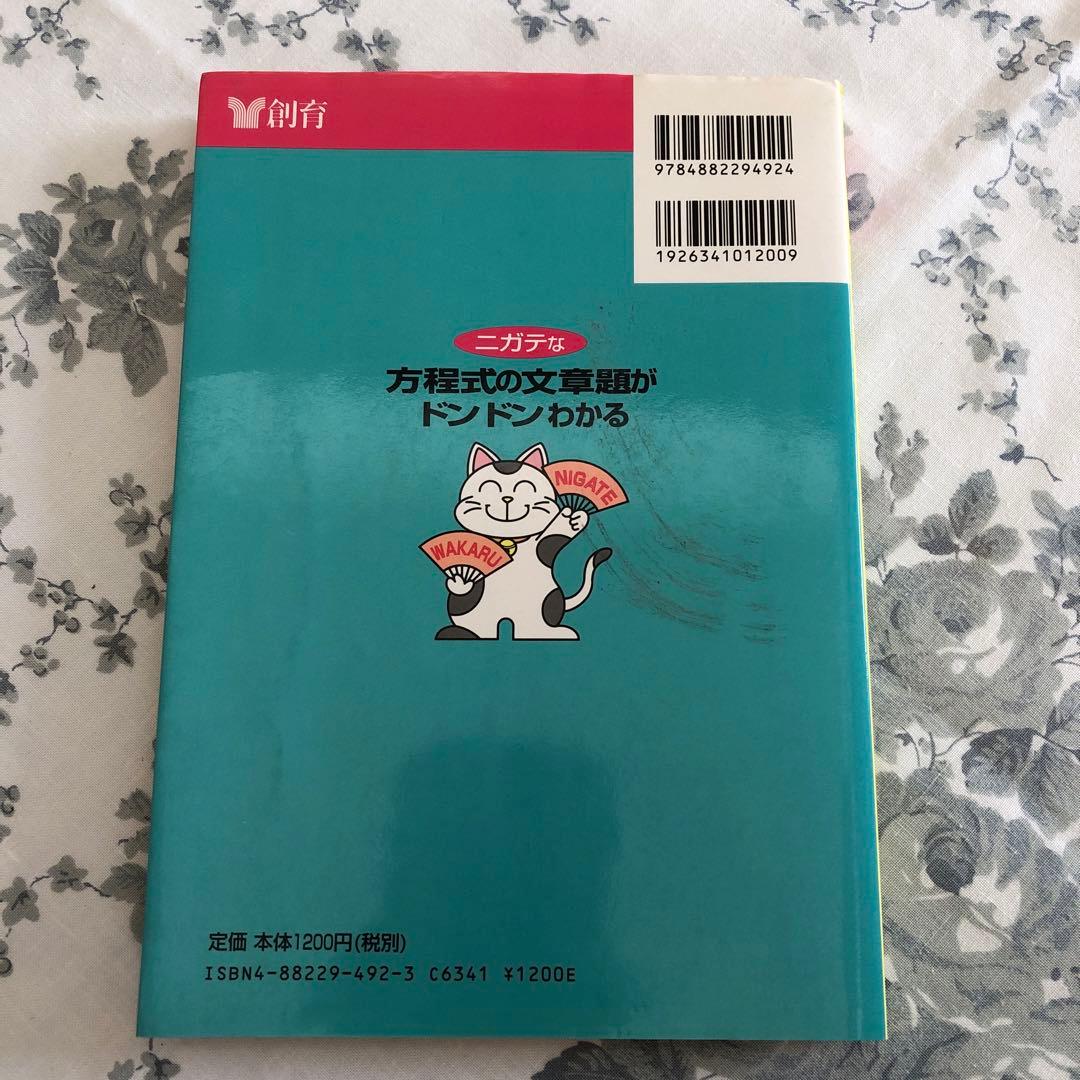 創育
9784882294924
1926341012009
ニガテな
方程式の文章題が
ドンドンわかる
NIGATE
WAKARU
定価 本体1200円(税別)
ISBN4-88229-492-3 C6341 ¥1200E